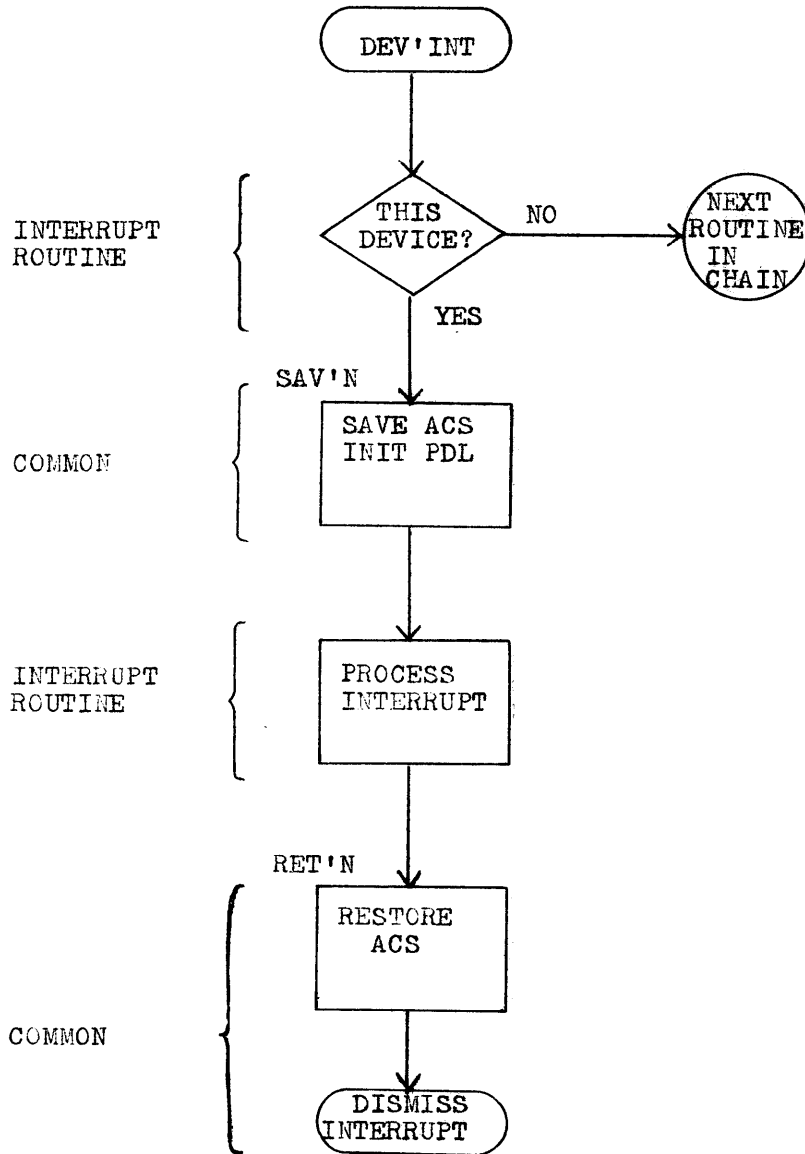 DEV'INT
INTERRUPT
ROUTINE
THIS
DEVICE?
NO
NEXT
ROUTINE
IN
CHAIN
YES
SAV'N
COMMON
SAVE ACS
INIT PDL
INTERRUPT
ROUTINE
PROCESS
INTERRUPT
RET'N
RESTORE
ACS
COMMON
DISMISS
INTERRUPT